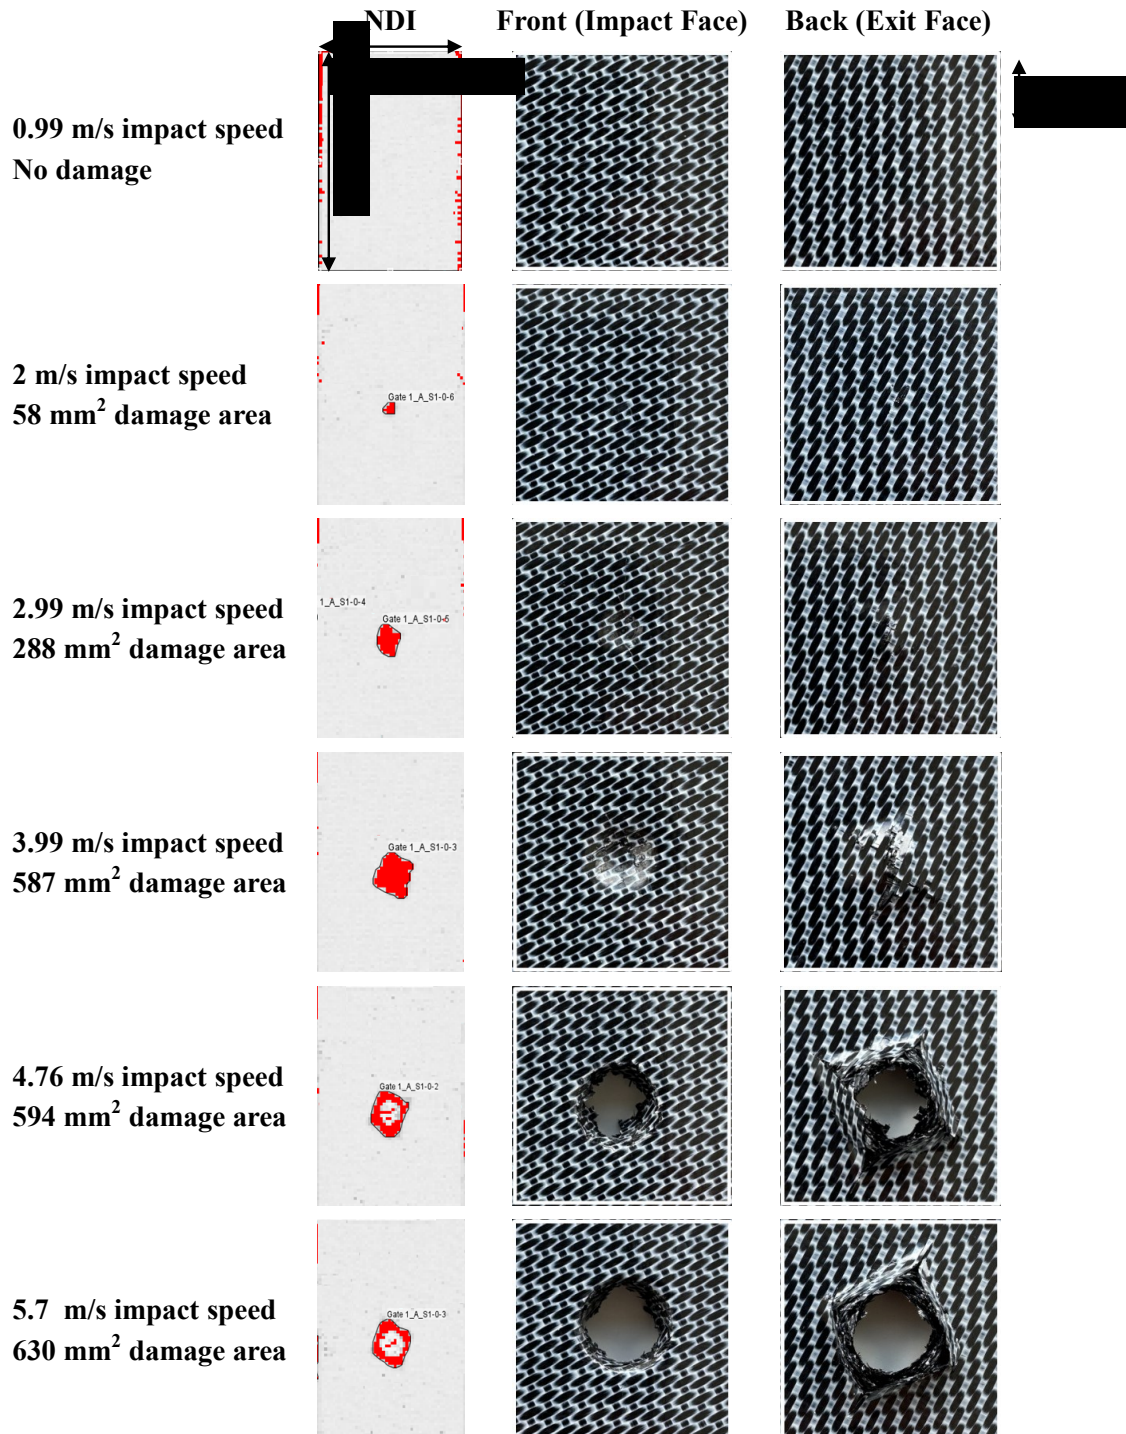 NDI Front (Impact Face) Back (Exit Face)
0.99 m/s impact speed
No damage
2 m/s impact speed
58 mm² damage area
Gate 1_A_S1-0-6
2.99 m/s impact speed
288 mm² damage area
1_A_S1-0-4
Gate 1_A_S1-0-5
3.99 m/s impact speed
587 mm² damage area
Gate 1_A_S1-0-3
4.76 m/s impact speed
594 mm² damage area
Gate 1_A_S1-0-2
5.7 m/s impact speed
630 mm² damage area
Gate 1_A_S1-0-3